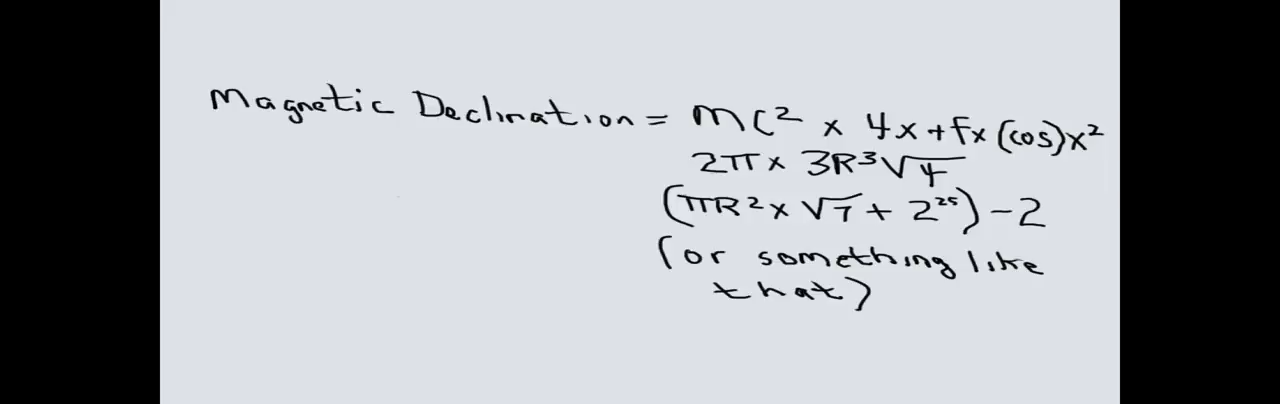 Magnetic Declination = mc² x 4x + fx (cos) x²
2π x 3R³√4
(πR² x √7 + 2²⁵) - 2
(or something like
that)